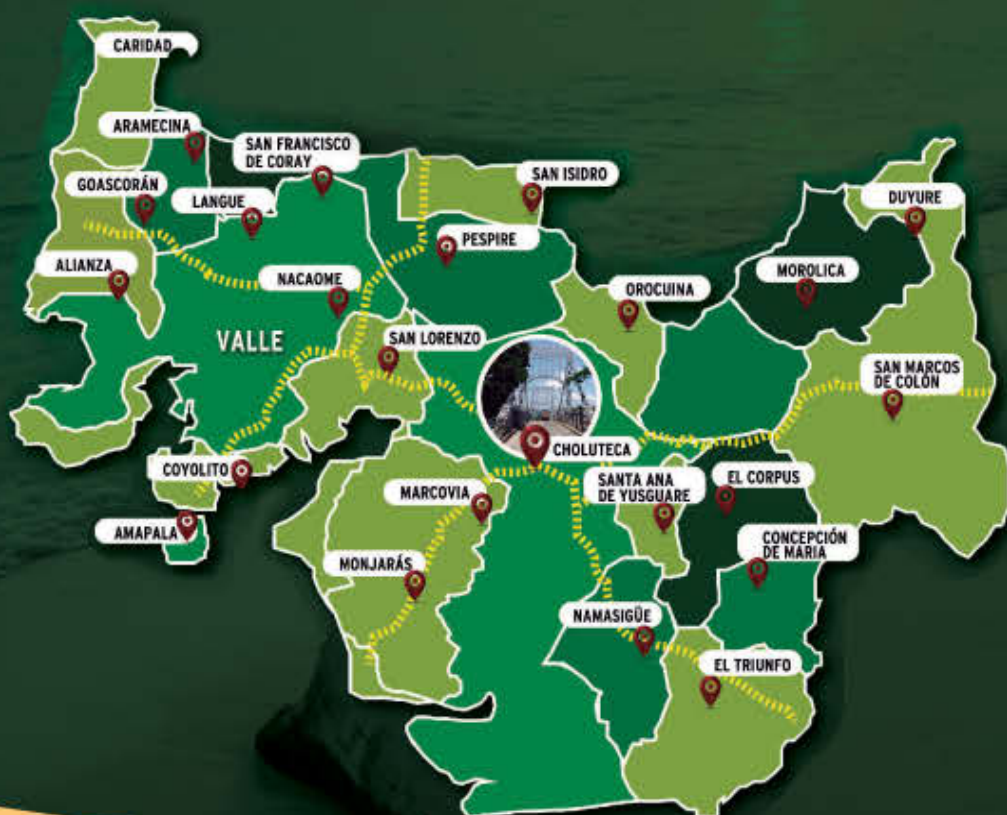 CARIDAD
ARAMECINA
SAN FRANCISCO
DE CORAY
GOASCORÁN
LANGUE
SAN ISIDRO
DUYURE
PESPIRE
ALIANZA
NACAOME
OROCUINA
MOROLICA
VALLE
SAN LORENZO
SAN MARCOS
DE COLÓN
CHOLUTECA
COYOLITO
MARCOVIA
SANTA ANA
DE YUSGUARE
EL CORPUS
AMAPALA
CONCEPCIÓN
DE MARIA
MONJARÁS
NAMASIGÜE
EL TRIUNFO